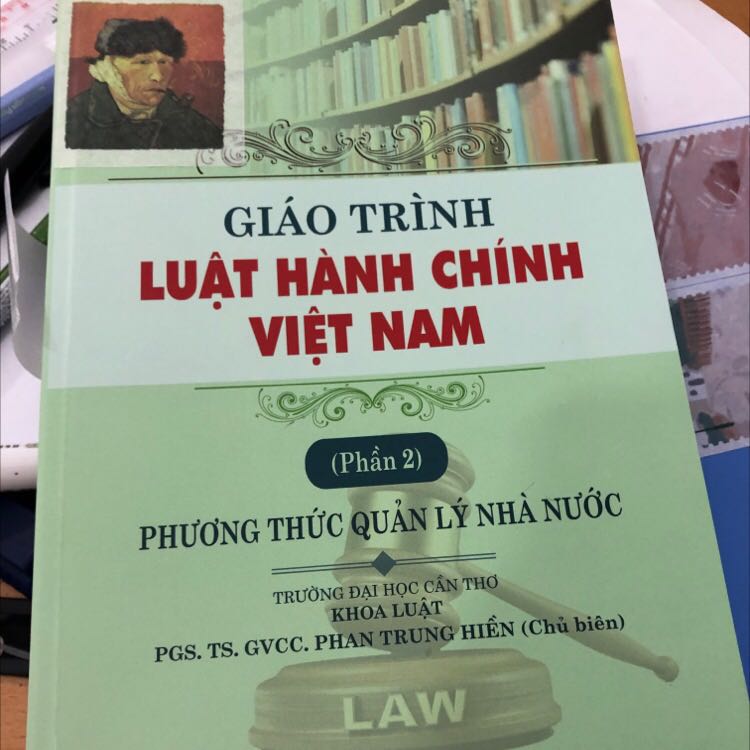 GIÁO TRÌNH
LUẬT HÀNH CHÍNH
VIỆT NAM
(Phần 2)
PHƯƠNG THỨC QUẢN LÝ NHÀ NƯỚC
TRƯỜNG ĐẠI HỌC CẦN THƠ
KHOA LUẬT
PGS. TS. GVCC. PHAN TRUNG HIỀN (Chủ biên)
LAW